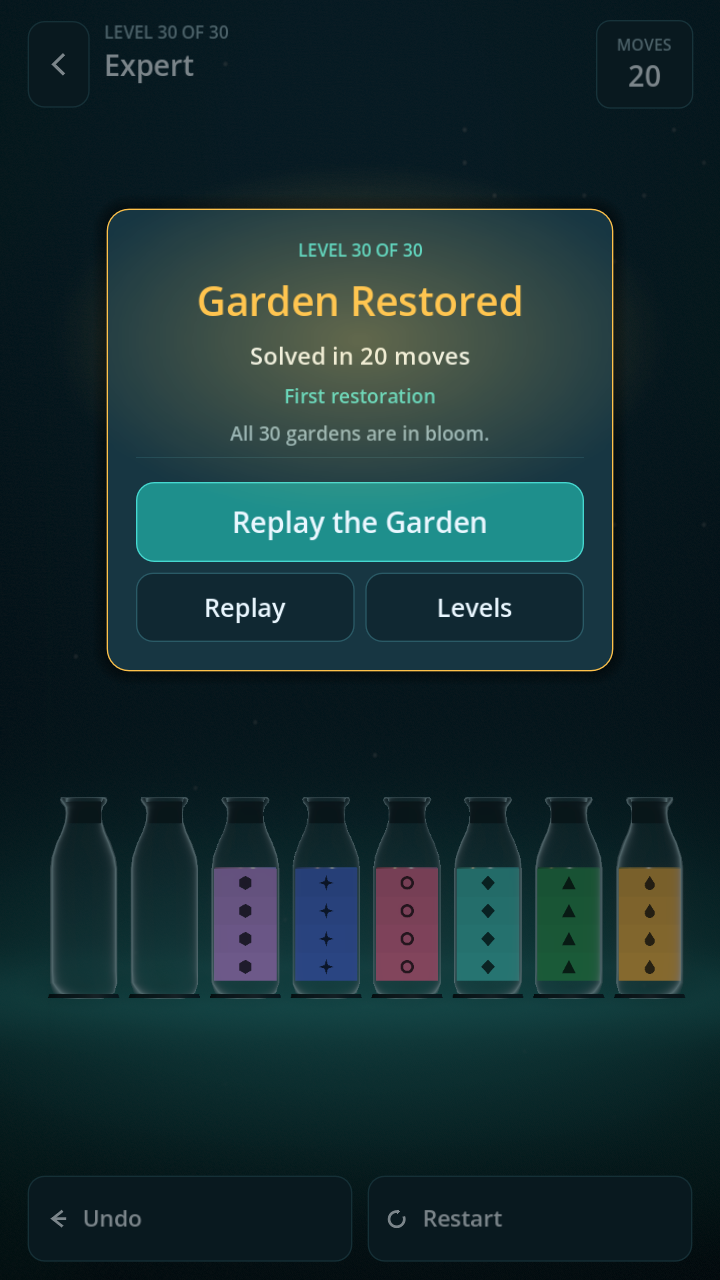 LEVEL 30 OF 30
Expert
MOVES
20
LEVEL 30 OF 30
Garden Restored
Solved in 20 moves
First restoration
All 30 gardens are in bloom.
Replay the Garden
Replay
Levels
Undo
Restart